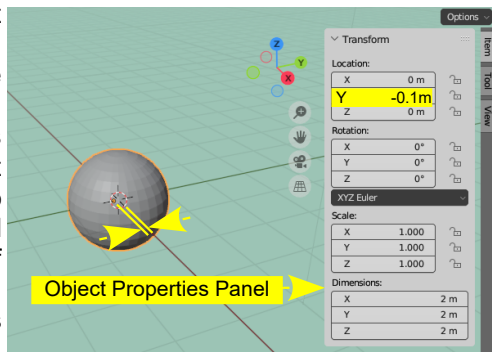 Options
Transform
Item
Tool
View
Z
Y
X
Location:
X 0 m
Y -0.1m
Z 0 m
Rotation:
X 0°
Y 0°
Z 0°
XYZ Euler
Scale:
X 1.000
Y 1.000
Z 1.000
Object Properties Panel
Dimensions:
X 2 m
Y 2 m
Z 2 m